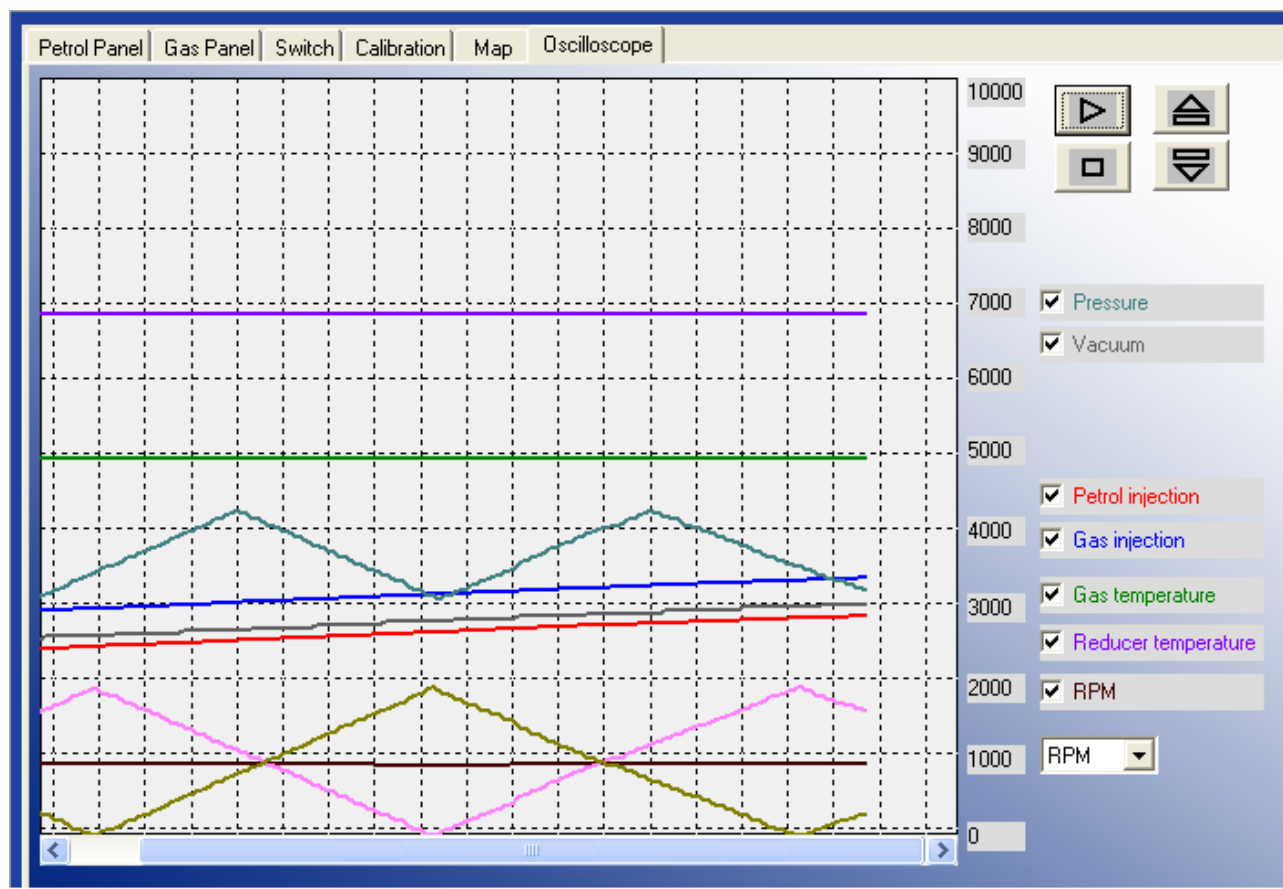 Petrol Panel Gas Panel Switch Calibration Map Oscilloscope
10000
9000
8000
7000
6000
5000
4000
3000
2000
1000
0
Pressure
Vacuum
Petrol injection
Gas injection
Gas temperature
Reducer temperature
RPM
RPM